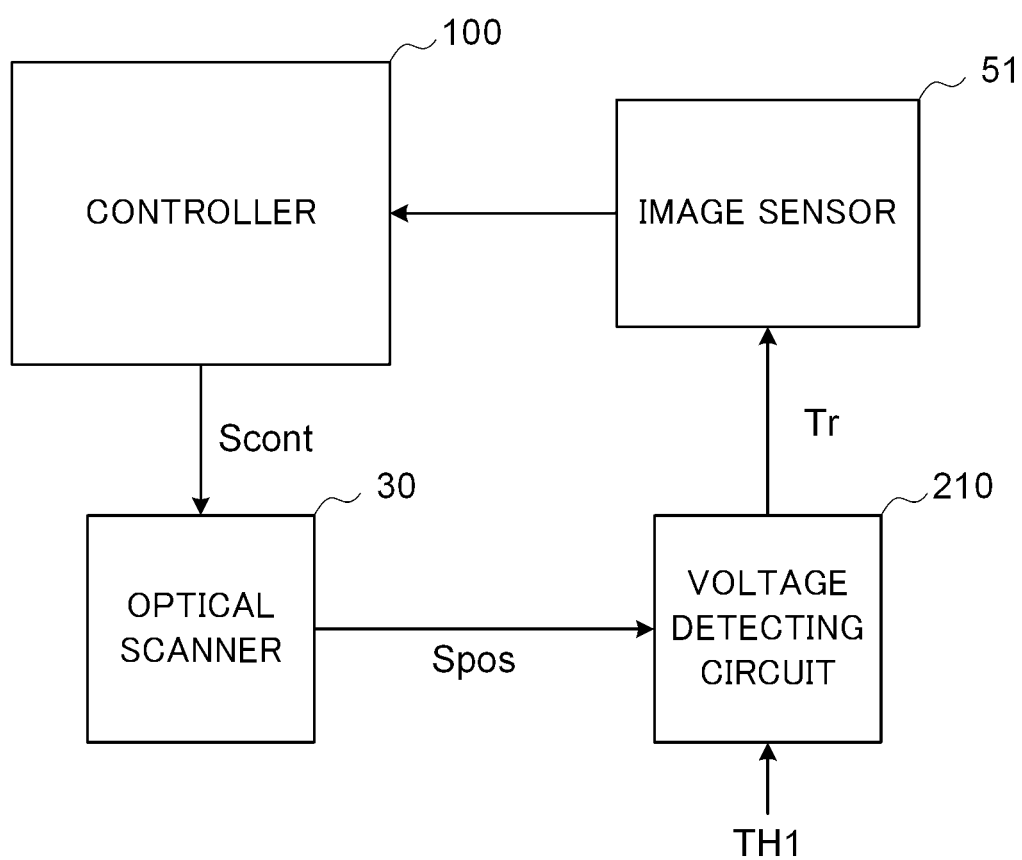 100
51
CONTROLLER
IMAGE SENSOR
Scont
Tr
30
210
OPTICAL
SCANNER
Spos
VOLTAGE
DETECTING
CIRCUIT
TH1